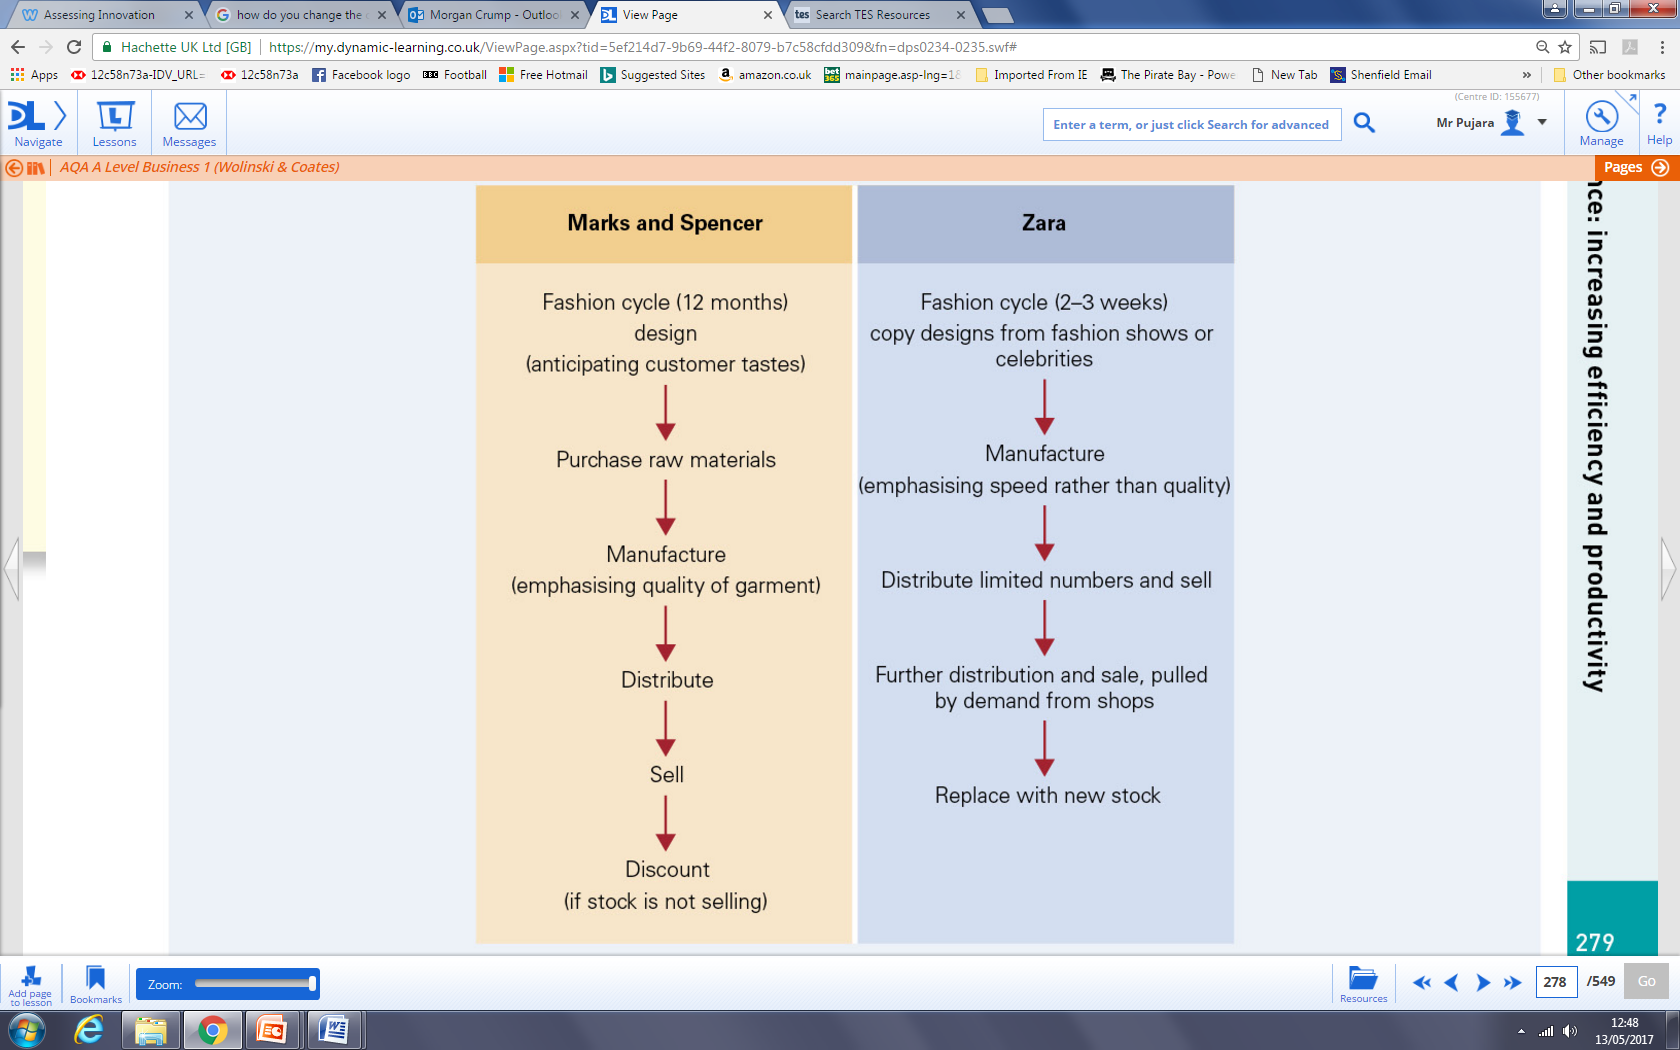 Assessing Innovation
how do you change the
Morgan Crump - Outloo
View Page
Search TES Resources
Hachette UK Ltd [GB]
https://my.dynamic-learning.co.uk/ViewPage.aspx?tid=5ef214d7-9b69-44f2-8079-b7c58cfdd309&fn=dps0234-0235.swf#
Apps
12c58n73a-IDV_URL=
12c58n73a
Facebook logo
BBC Football
Free Hotmail
Suggested Sites
amazon.co.uk
bet365 mainpage.asp-lng=1&
Imported From IE
The Pirate Bay - Powe
New Tab
Shenfield Email
»
Other bookmarks
DL
Navigate
Lessons
Messages
Enter a term, or just click Search for advanced
(Centre ID: 155677)
Mr Pujara
Manage
?
Help
AQA A Level Business 1 (Wolinski & Coates)
Pages
Marks and Spencer
Fashion cycle (12 months)
design
(anticipating customer tastes)
Purchase raw materials
Manufacture
(emphasising quality of garment)
Distribute
Sell
Discount
(if stock is not selling)
Zara
Fashion cycle (2–3 weeks)
copy designs from fashion shows or
celebrities
Manufacture
(emphasising speed rather than quality)
Distribute limited numbers and sell
Further distribution and sale, pulled
by demand from shops
Replace with new stock
nce: increasing efficiency and productivity
279
Add page
to lesson
Bookmarks
Zoom:
Resources
278
/549
Go
12:48
13/05/2017